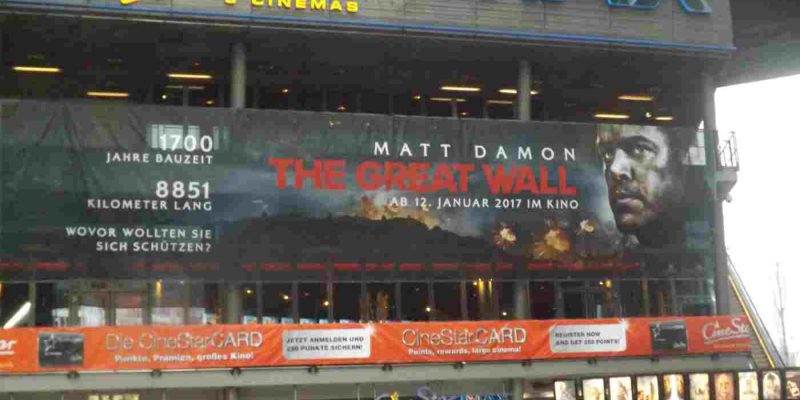 CINEMAS
1700
JAHRE BAUZEIT
8851
KILOMETER LANG
WOVOR WOLLTEN SIE
SICH SCHÜTZEN?
MATT DAMON
THE GREAT WALL
AB 12. JANUAR 2017 IM KINO
Die CineStarCARD
Punkte, Prämien, großes Kino!
JETZT ANMELDEN UND
250 PUNKTE SICHERN!
CineStarCARD
Points, rewards, large cinema!
REGISTER NOW
AND GET 250 POINTS!
CineSta